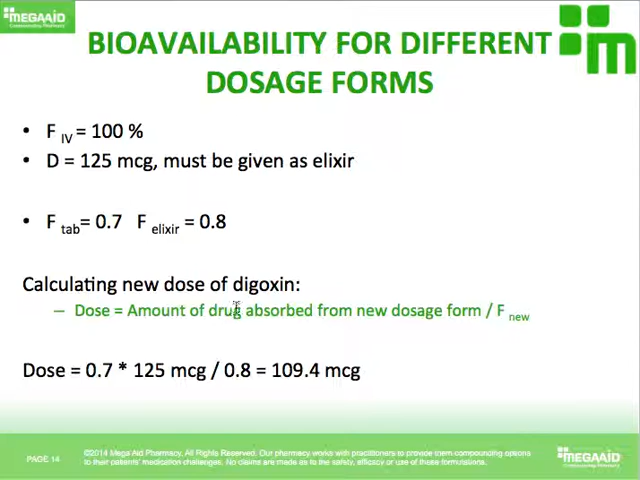 MEGAAID
Compounding Pharmacy
BIOAVAILABILITY FOR DIFFERENT
DOSAGE FORMS
• F IV = 100 %
• D = 125 mcg, must be given as elixir
• F tab= 0.7 F elixir = 0.8
Calculating new dose of digoxin:
– Dose = Amount of drug absorbed from new dosage form / F new
Dose = 0.7 * 125 mcg / 0.8 = 109.4 mcg
PAGE 14
©2014 Mega Aid Pharmacy, All Rights Reserved. Our pharmacy works with practitioners to provide them compounding options
to their patients' medication challenges. No claims are made as to the safety, efficacy or use of these formulations.
MEGAAID
Compounding Pharmacy